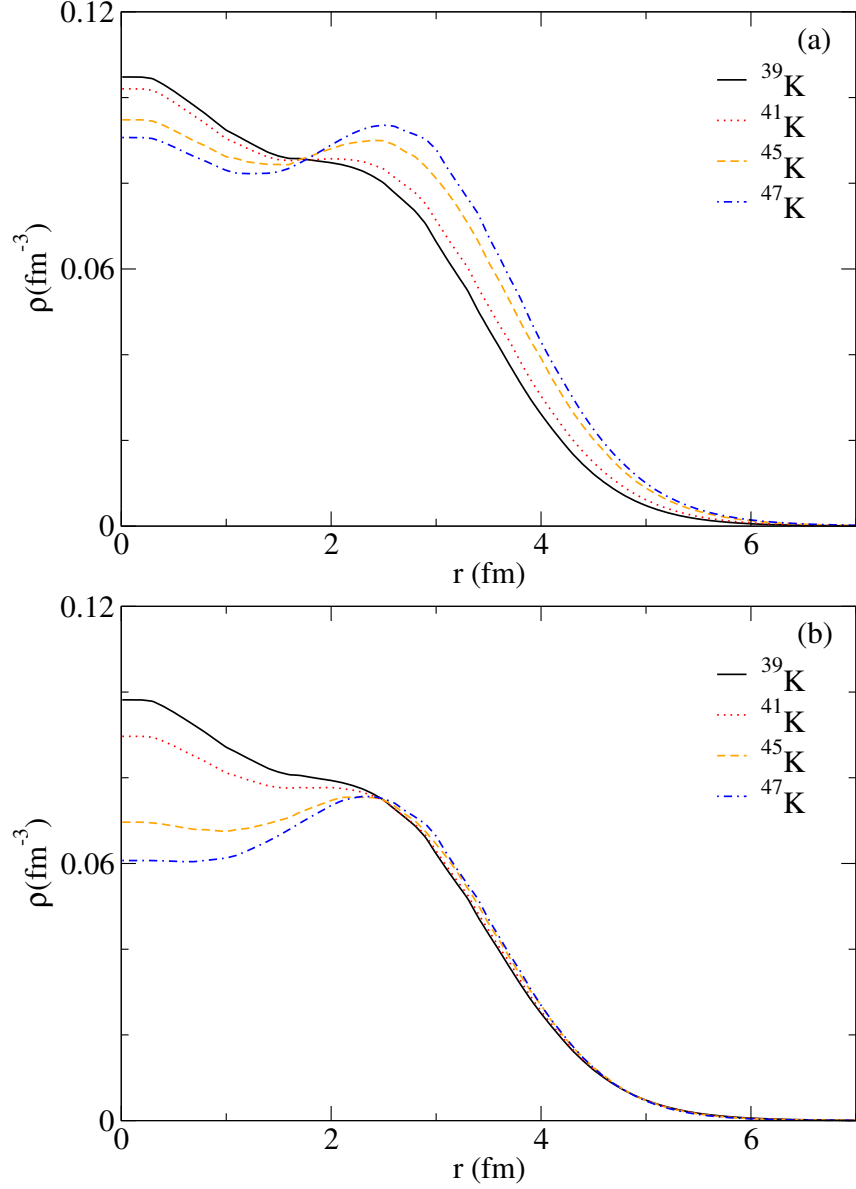 0.12
(a)
³⁹K
⁴¹K
⁴⁵K
⁴⁷K
0.06
ρ(fm⁻³)
0
0 2 4 6
r (fm)
0.12
(b)
³⁹K
⁴¹K
⁴⁵K
⁴⁷K
0.06
ρ(fm⁻³)
0
0 2 4 6
r (fm)